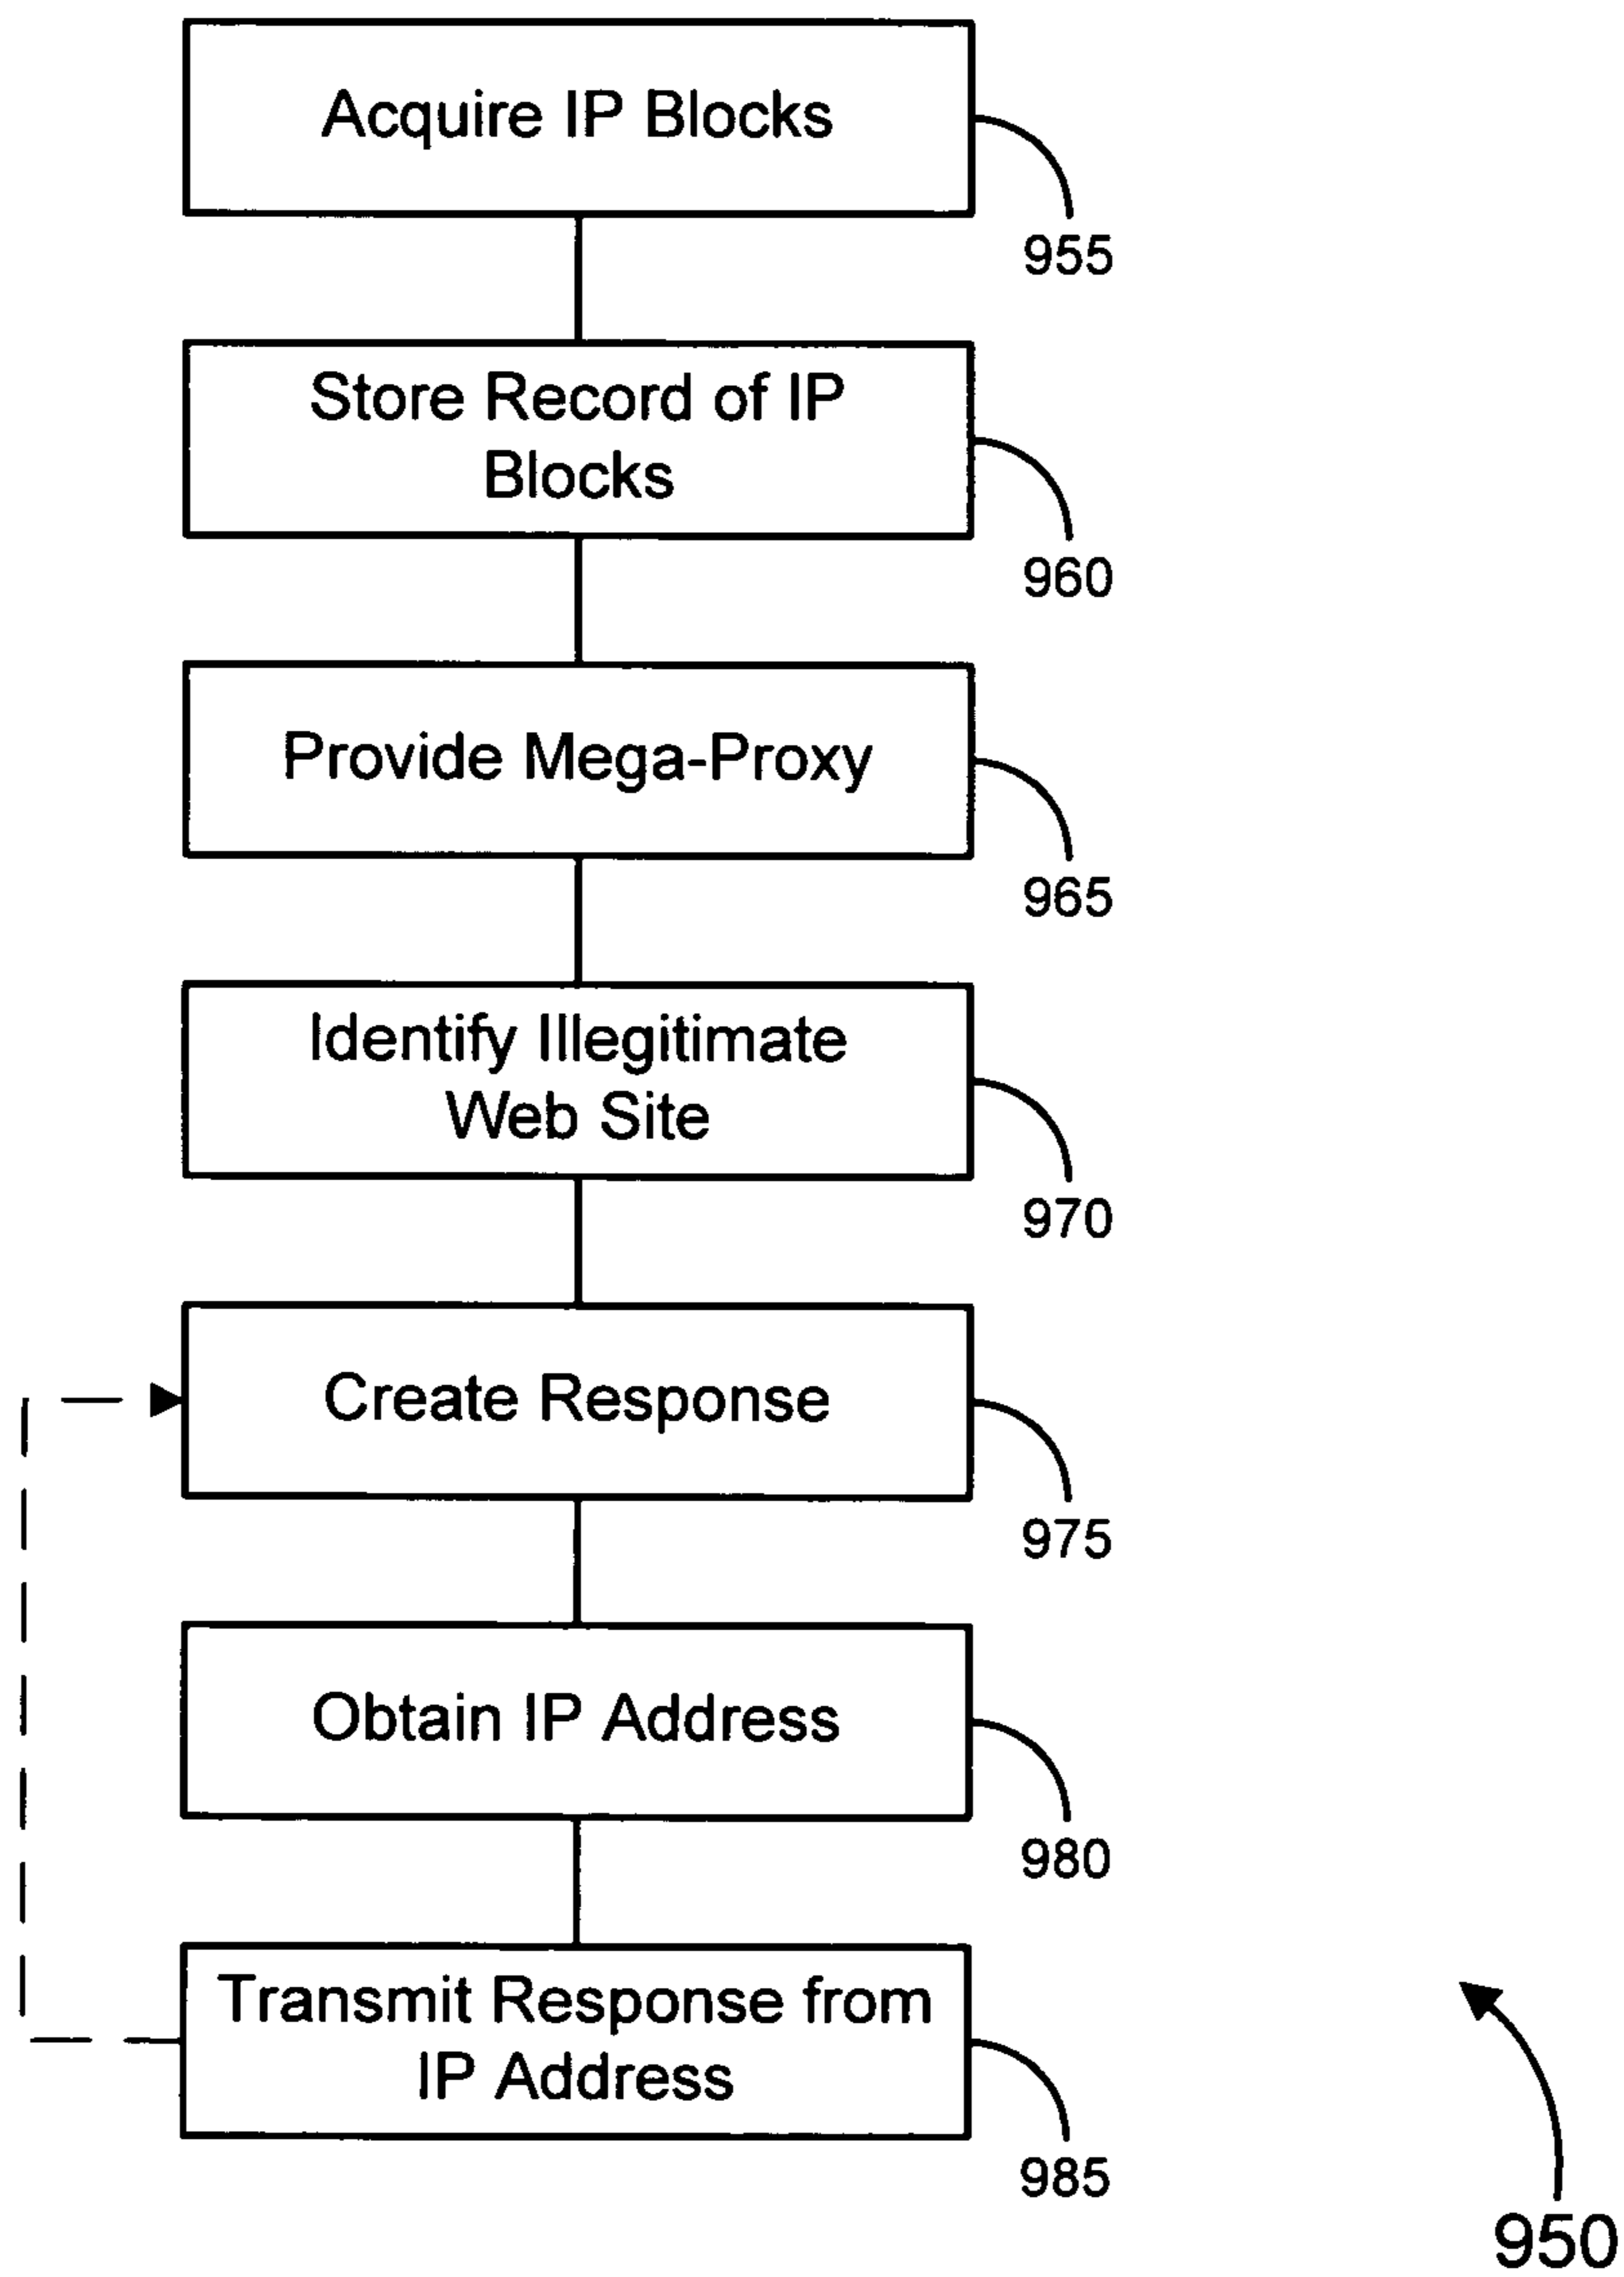 Acquire IP Blocks
955
Store Record of IP
Blocks
960
Provide Mega-Proxy
965
Identify Illegitimate
Web Site
970
Create Response
975
Obtain IP Address
980
Transmit Response from
IP Address
985
950